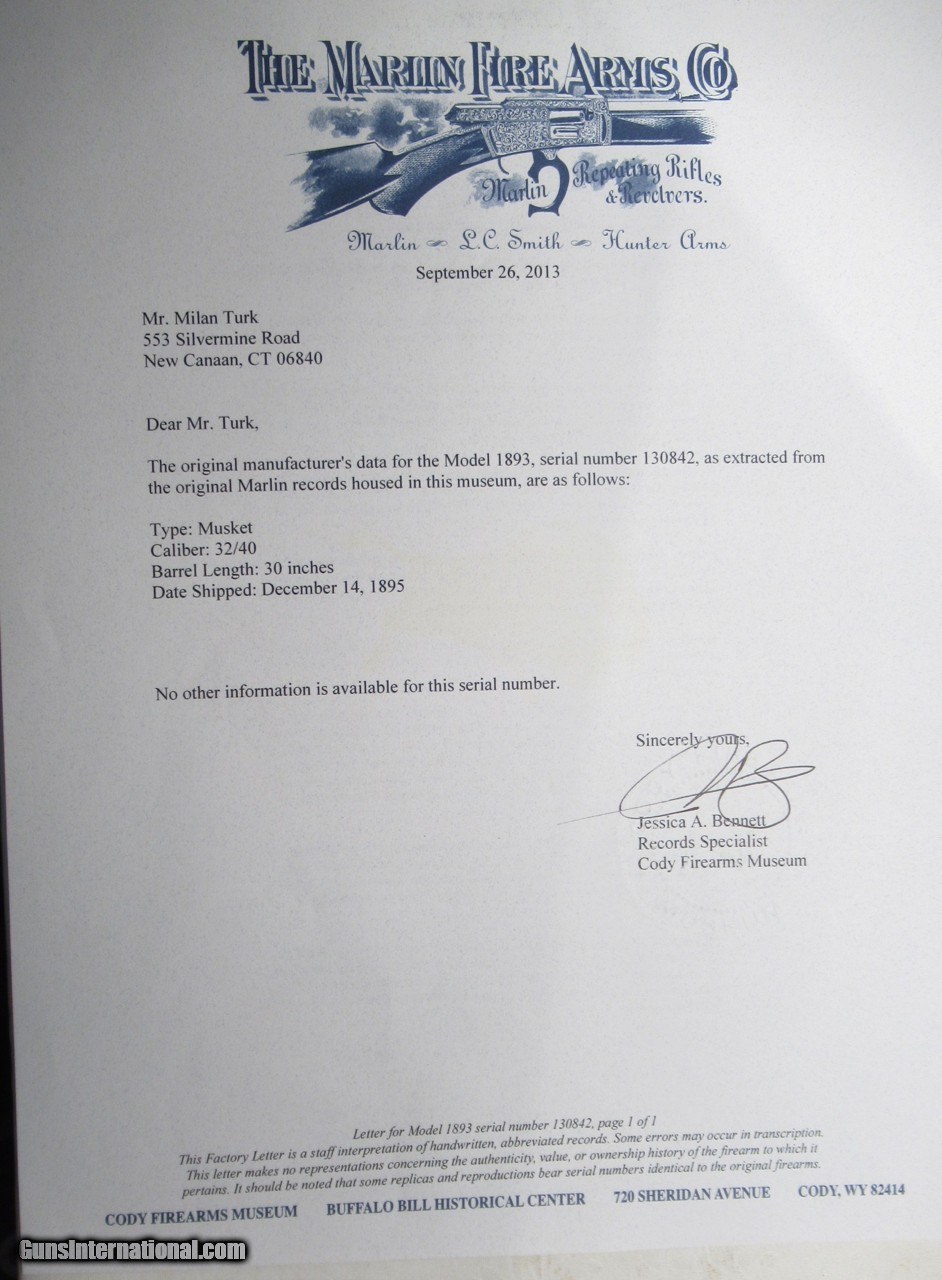 THE MARLIN FIRE ARMS CO.
Marlin Repeating Rifles
& Revolvers.
Marlin ~ L.C. Smith ~ Hunter Arms
September 26, 2013
Mr. Milan Turk
553 Silvermine Road
New Canaan, CT 06840
Dear Mr. Turk,
The original manufacturer's data for the Model 1893, serial number 130842, as extracted from
the original Marlin records housed in this museum, are as follows:
Type: Musket
Caliber: 32/40
Barrel Length: 30 inches
Date Shipped: December 14, 1895
No other information is available for this serial number.
Sincerely yours,
Jessica A. Bennett
Records Specialist
Cody Firearms Museum
Letter for Model 1893 serial number 130842, page 1 of 1
This Factory Letter is a staff interpretation of handwritten, abbreviated records. Some errors may occur in transcription.
This letter makes no representations concerning the authenticity, value, or ownership history of the firearm to which it
pertains. It should be noted that some replicas and reproductions bear serial numbers identical to the original firearms.
CODY FIREARMS MUSEUM BUFFALO BILL HISTORICAL CENTER 720 SHERIDAN AVENUE CODY, WY 82414
GunsInternational.com